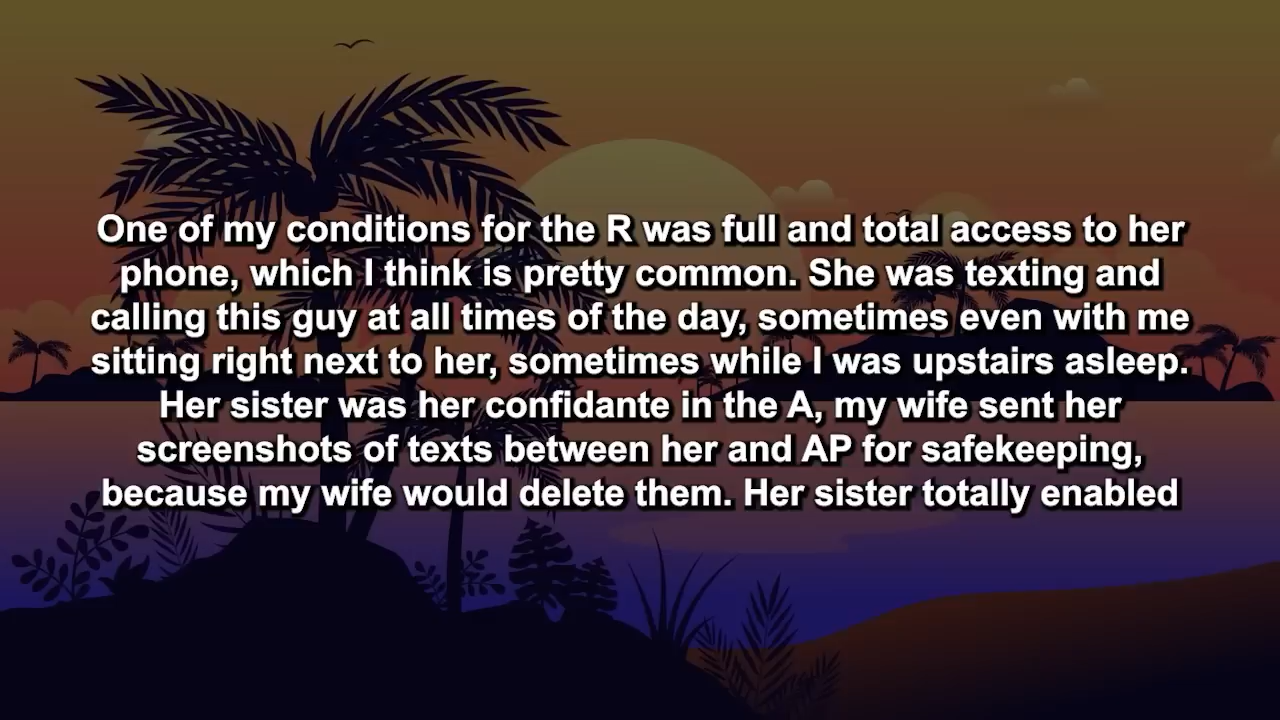 One of my conditions for the R was full and total access to her
phone, which I think is pretty common. She was texting and
calling this guy at all times of the day, sometimes even with me
sitting right next to her, sometimes while I was upstairs asleep.
Her sister was her confidante in the A, my wife sent her
screenshots of texts between her and AP for safekeeping,
because my wife would delete them. Her sister totally enabled